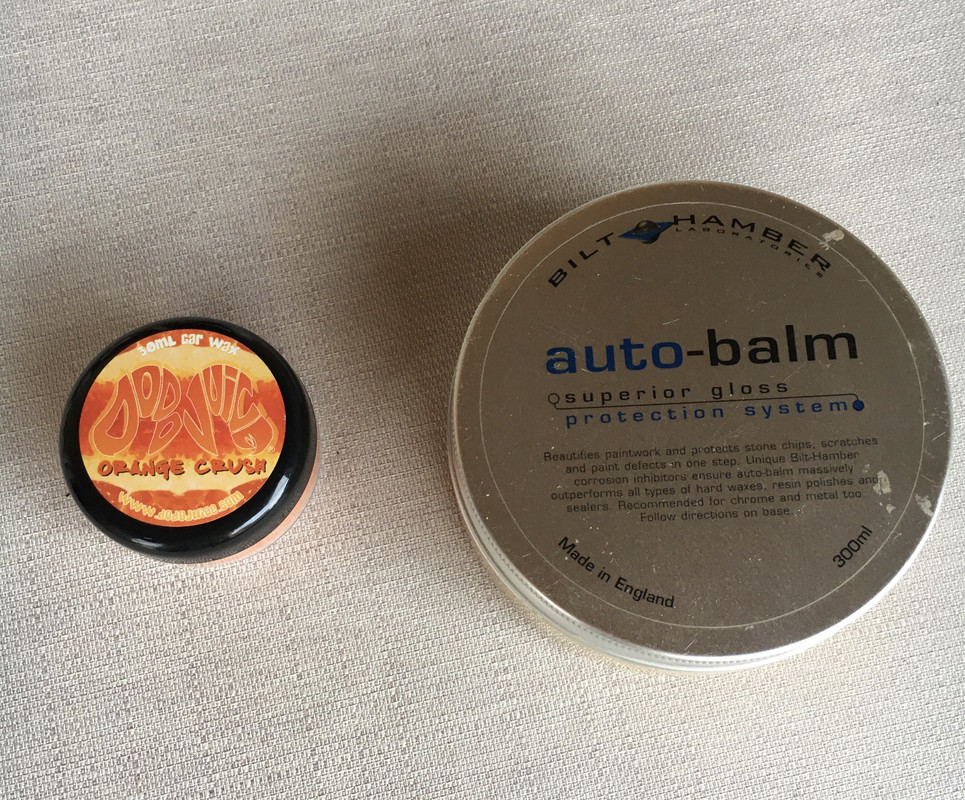 30ML CAR WAX
DODO JUICE
ORANGE CRUSH
www.dodojuice.com
BILT HAMBER
LABORATORIES
auto-balm
superior gloss
protection system
Beautifies paintwork and protects stone chips, scratches
and paint defects in one step. Unique Bilt-Hamber
corrosion inhibitors ensure auto-balm massively
outperforms all types of hard waxes, resin polishes and
sealers. Recommended for chrome and metal too.
Follow directions on base.
Made in England
300ml